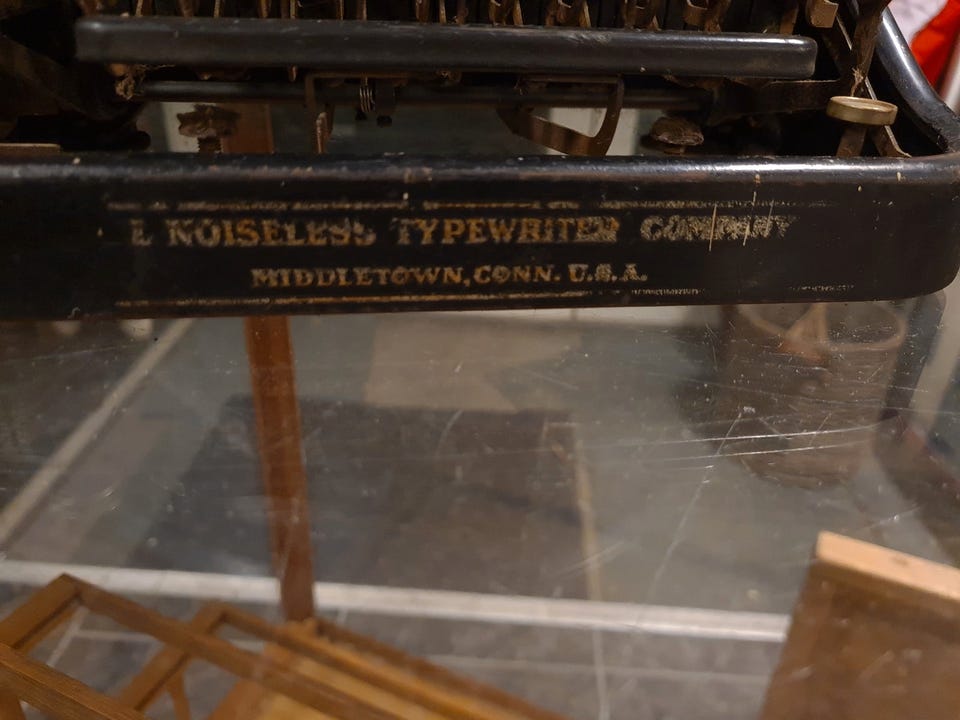 E NOISELESS TYPEWRITER COMPANY
MIDDLETOWN, CONN. U.S.A.